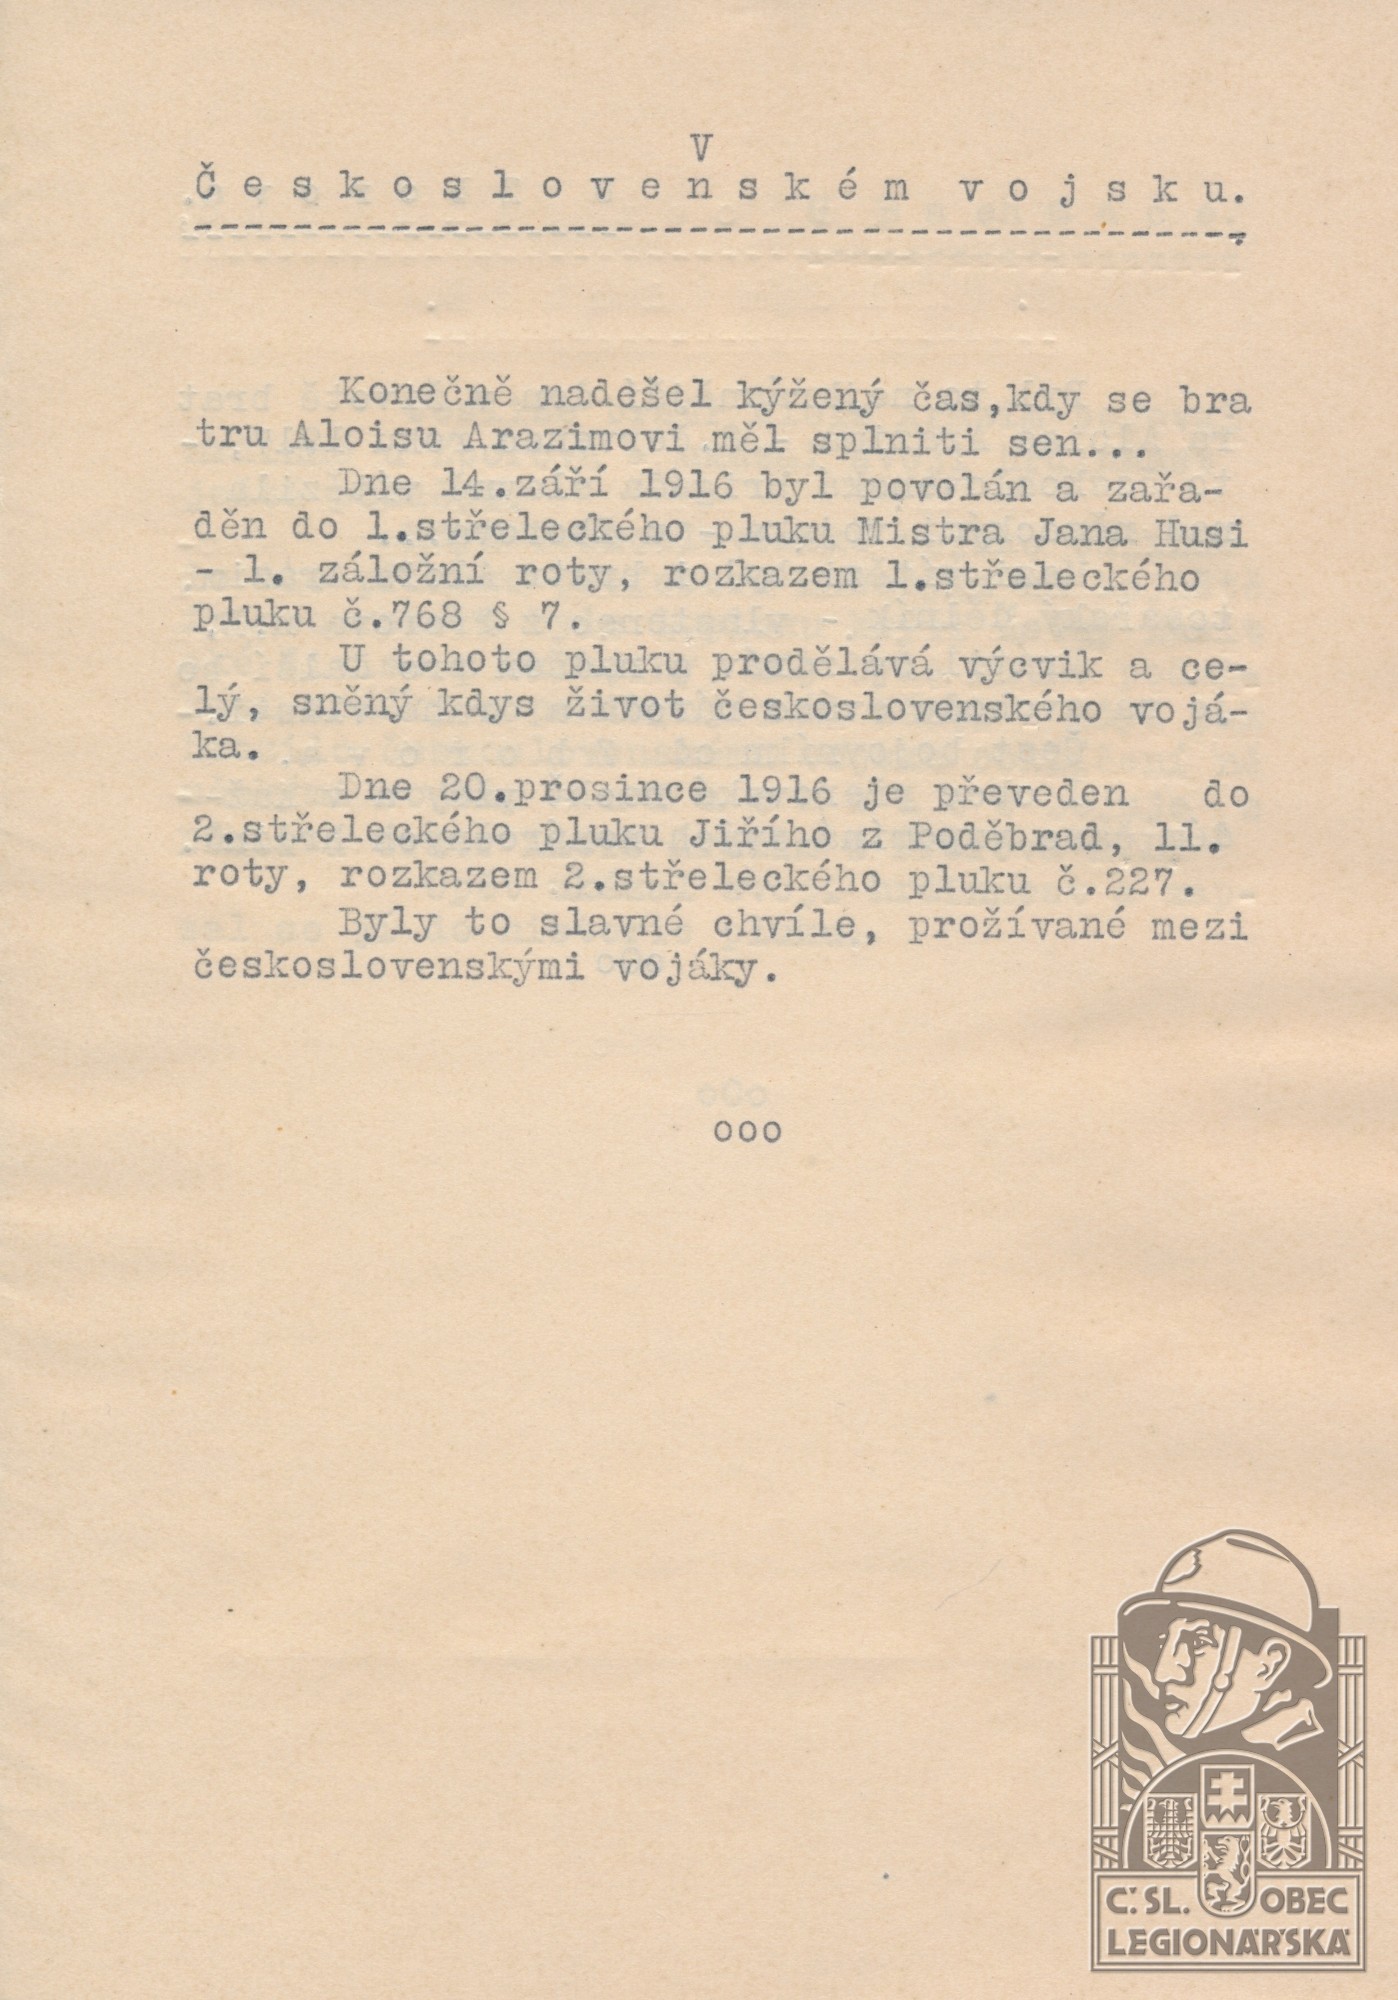 V
Československém vojsku.
Konečně nadešel kýžený čas,kdy se bra
tru Aloisu Arazimovi měl splniti sen...
Dne 14.září 1916 byl povolán a zařa-
děn do 1.střeleckého pluku Mistra Jana Husi
- 1. záložní roty, rozkazem 1.střeleckého
pluku č.768 § 7.
U tohoto pluku prodělává výcvik a ce-
lý, sněný kdys život československého vojá-
ka.
Dne 20.prosince 1916 je převeden do
2.střeleckého pluku Jiřího z Poděbrad, 11.
roty, rozkazem 2.střeleckého pluku č.227.
Byly to slavné chvíle, prožívané mezi
československými vojáky.
ooo
Č.SL. OBEC
LEGIONÁŘSKÁ